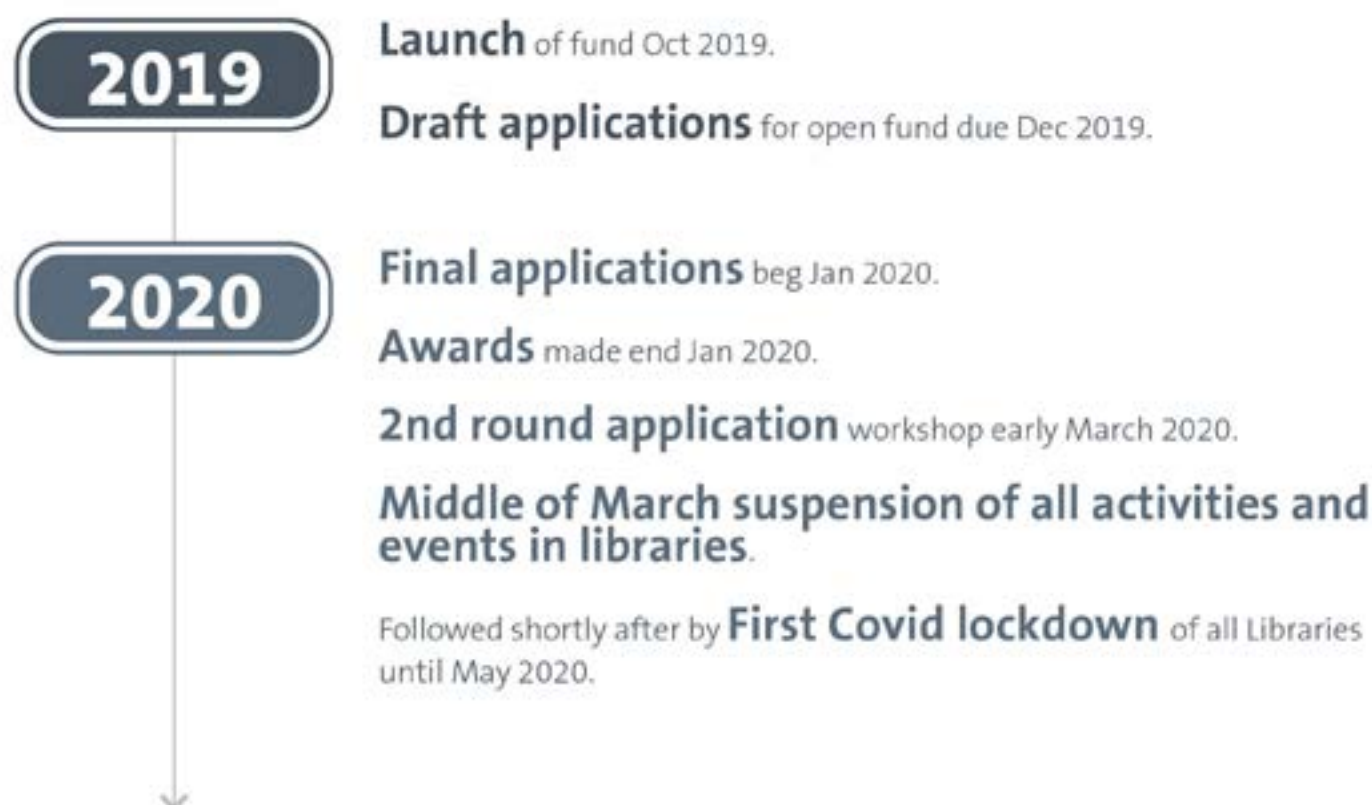 2019
Launch of fund Oct 2019.
Draft applications for open fund due Dec 2019.
2020
Final applications beg Jan 2020.
Awards made end Jan 2020.
2nd round application workshop early March 2020.
Middle of March suspension of all activities and
events in libraries.
Followed shortly after by First Covid lockdown of all Libraries
until May 2020.